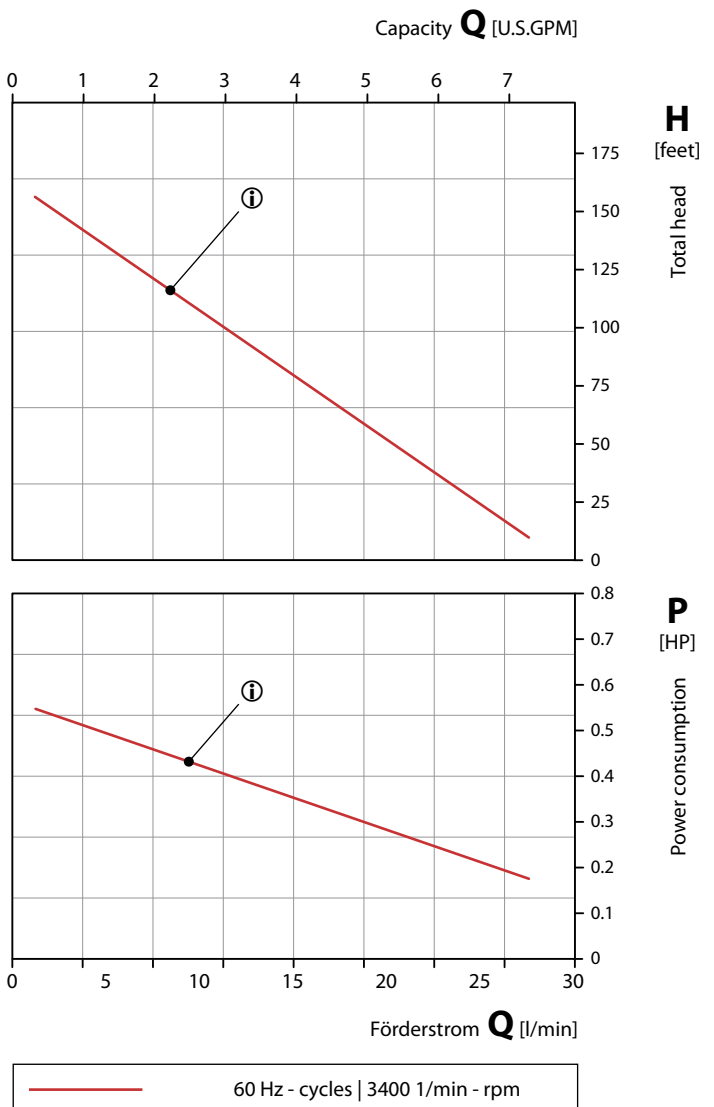 Capacity Q [U.S.GPM]
0 1 2 3 4 5 6 7
H
[feet]
Total head
175
150
125
100
75
50
25
0
ⓘ
0.8
0.7
0.6
0.5
0.4
0.3
0.2
0.1
0
P
[HP]
Power consumption
ⓘ
0 5 10 15 20 25 30
Förderstrom Q [l/min]
60 Hz - cycles | 3400 1/min - rpm